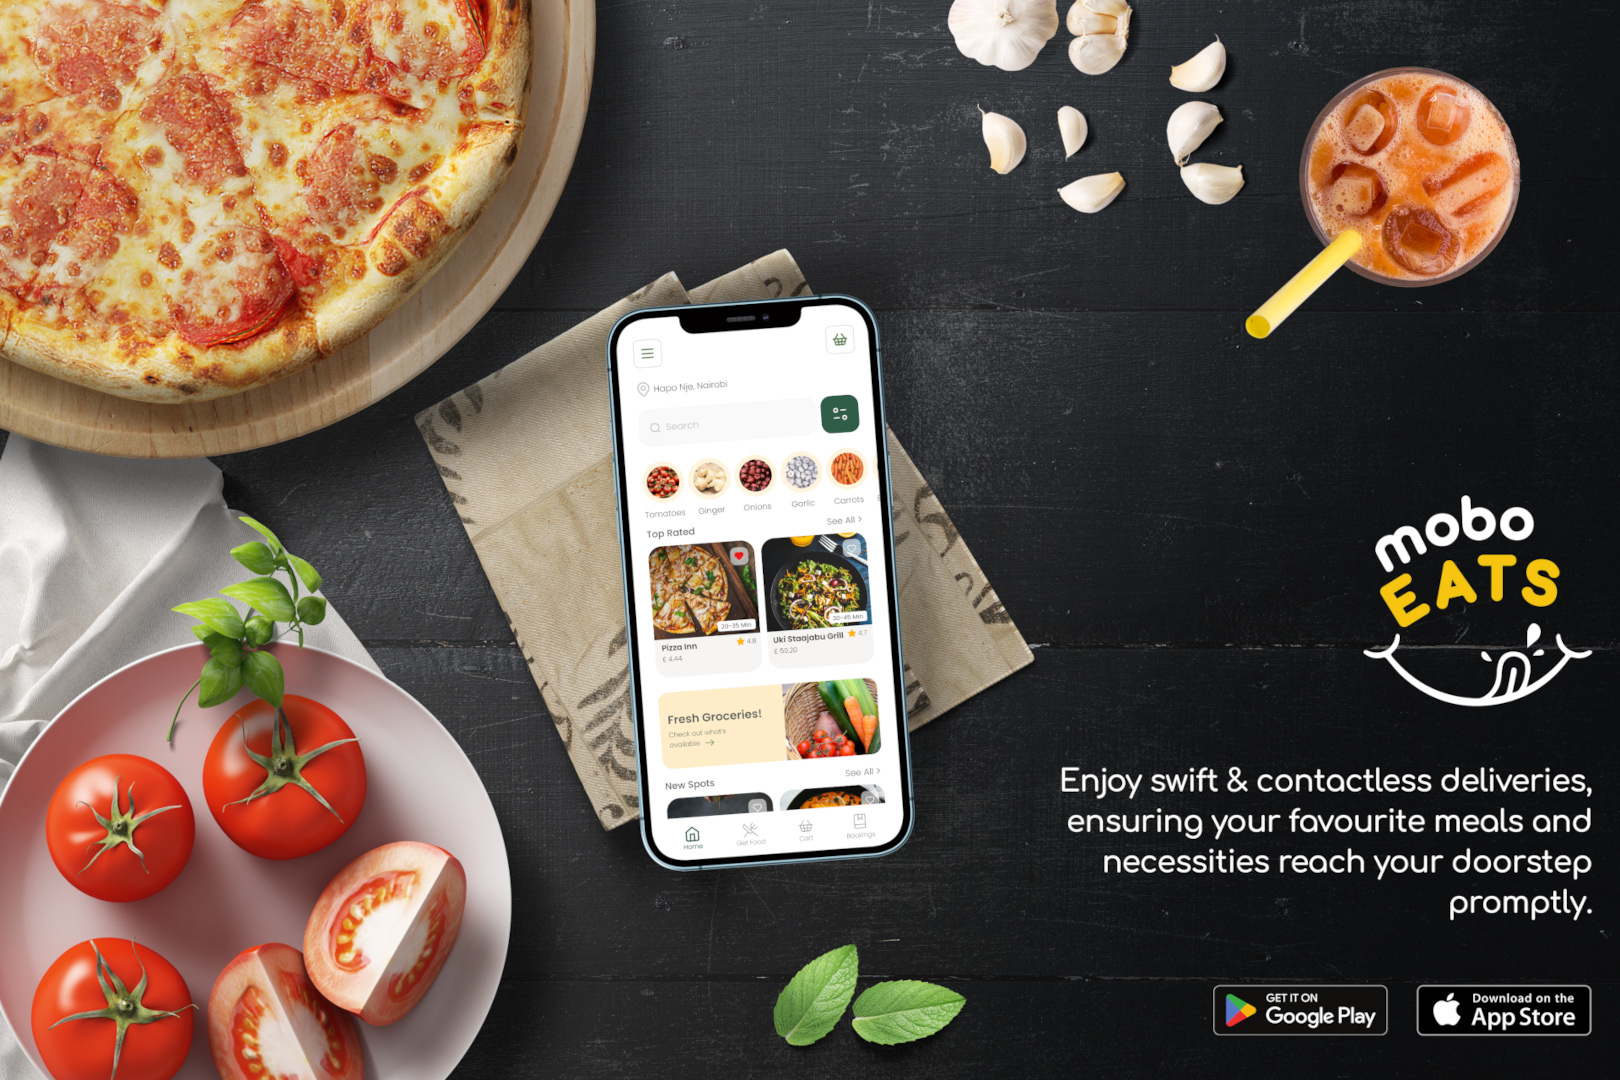 Hapo Nje, Nairobi
Search
Tomatoes
Ginger
Onions
Garlic
Carrots
Top Rated
See All >
20-35 Min
30-45 Min
Pizza Inn
4.8
£ 4.44
Uki Staajabu Grill
4.7
£ 50.20
Fresh Groceries!
Check out what's
available →
New Spots
See All >
Home
Get Food
Cart
Bookings
mobo
EATS
Enjoy swift & contactless deliveries,
ensuring your favourite meals and
necessities reach your doorstep
promptly.
GET IT ON
Google Play
Download on the
App Store